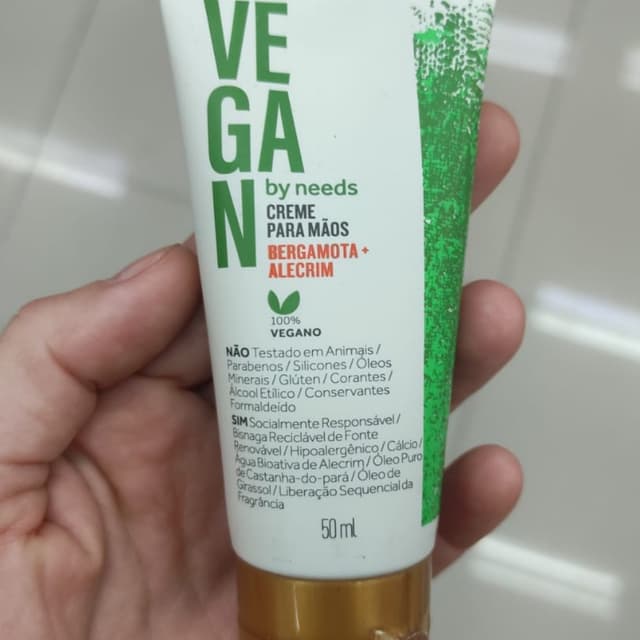 VE
GA
N
by needs
CREME
PARA MÃOS
BERGAMOTA +
ALECRIM
100%
VEGANO
NÃO Testado em Animais /
Parabenos / Silicones / Óleos
Minerais / Glúten / Corantes /
Álcool Etílico / Conservantes
Formaldeído
SIM Socialmente Responsável /
Bisnaga Reciclável de Fonte
Renovável / Hipoalergênico / Cálcio /
Água Bioativa de Alecrim / Óleo Puro
de Castanha-do-pará / Óleo de
Girassol / Liberação Sequencial da
Fragrância
50 ml